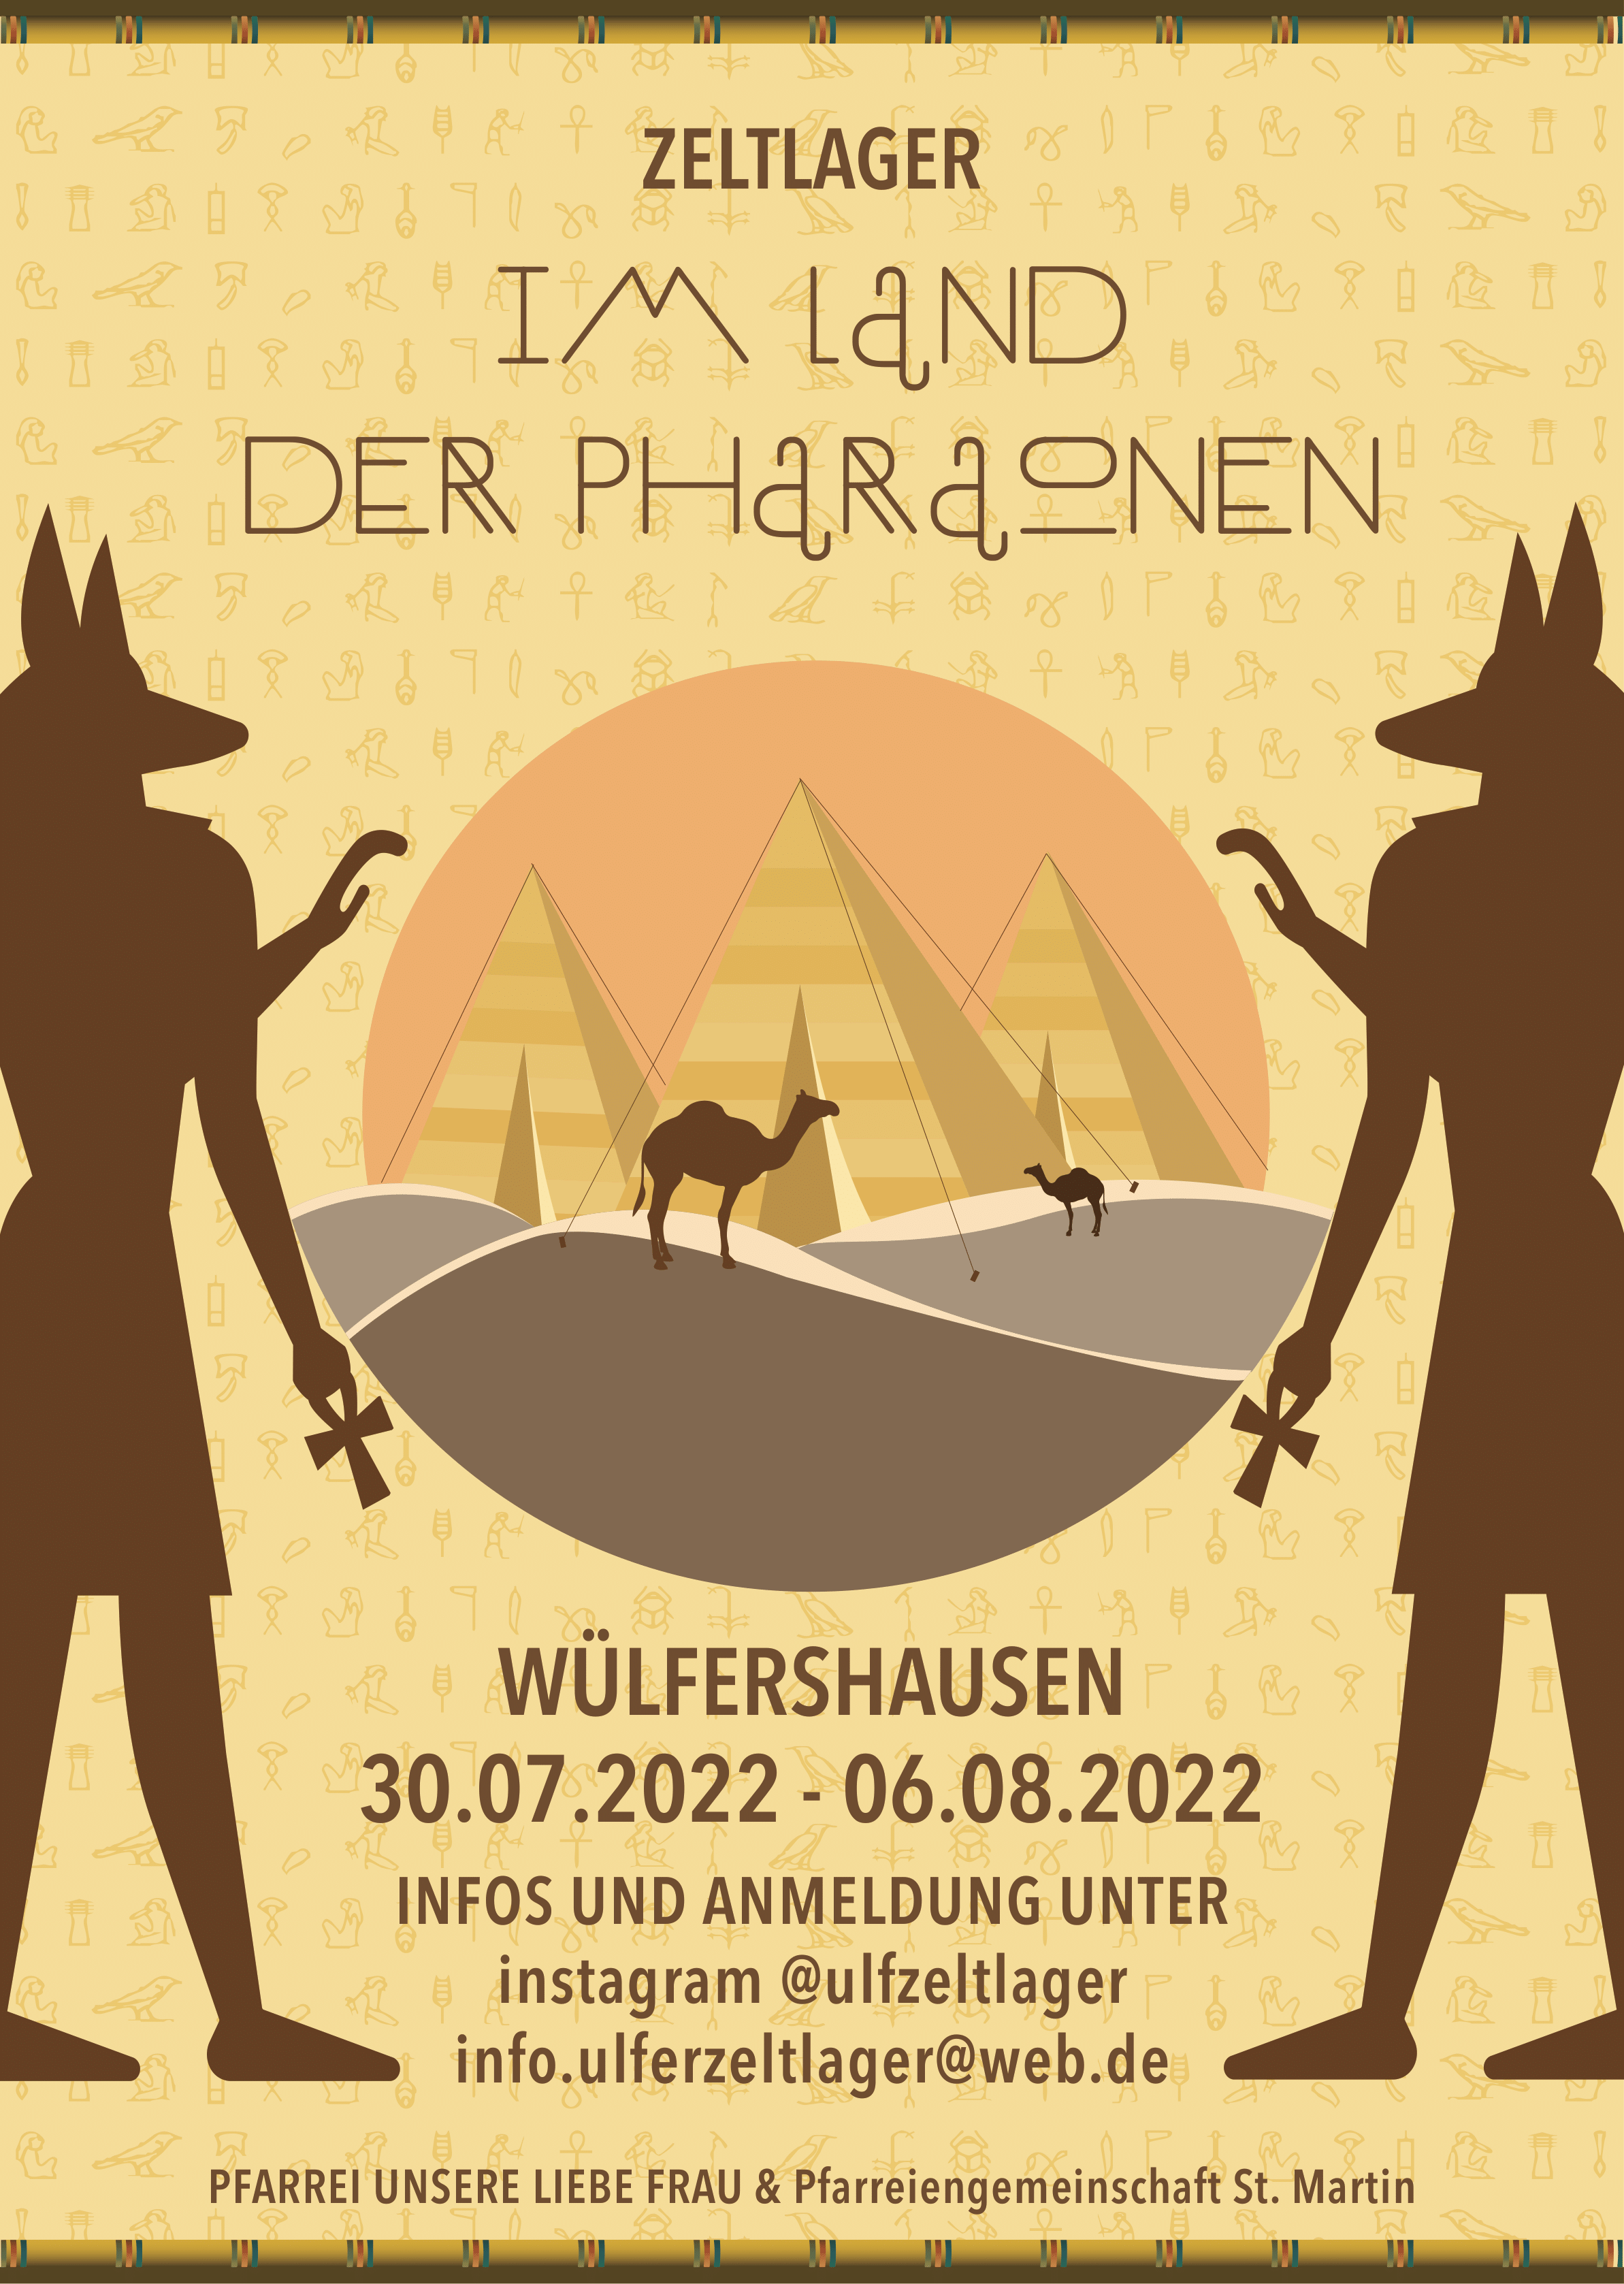 ZELTLAGER
IM LaND
DER PHaRaONEN
WÜLFERSHAUSEN
30.07.2022 - 06.08.2022
INFOS UND ANMELDUNG UNTER
instagram @ulfzeltlager
info.ulferzeltlager@web.de
PFARREI UNSERE LIEBE FRAU & Pfarreiengemeinschaft St. Martin